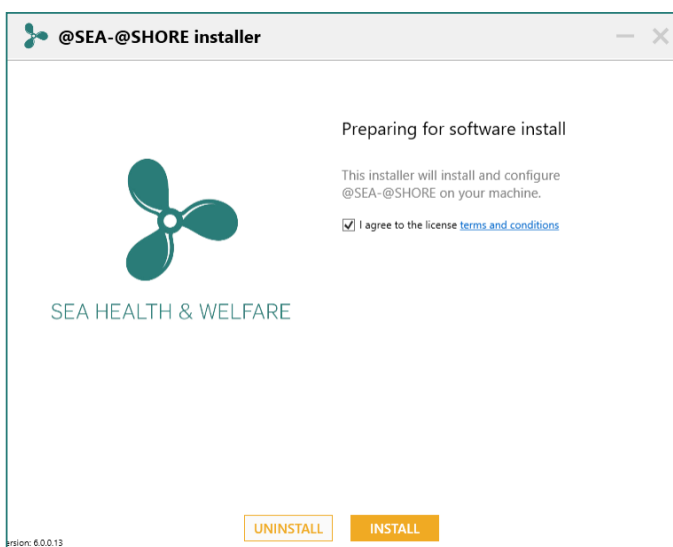 @SEA-@SHORE installer
Preparing for software install
This installer will install and configure
@SEA-@SHORE on your machine.
I agree to the license terms and conditions
SEA HEALTH & WELFARE
UNINSTALL
INSTALL
ersion: 6.0.0.13